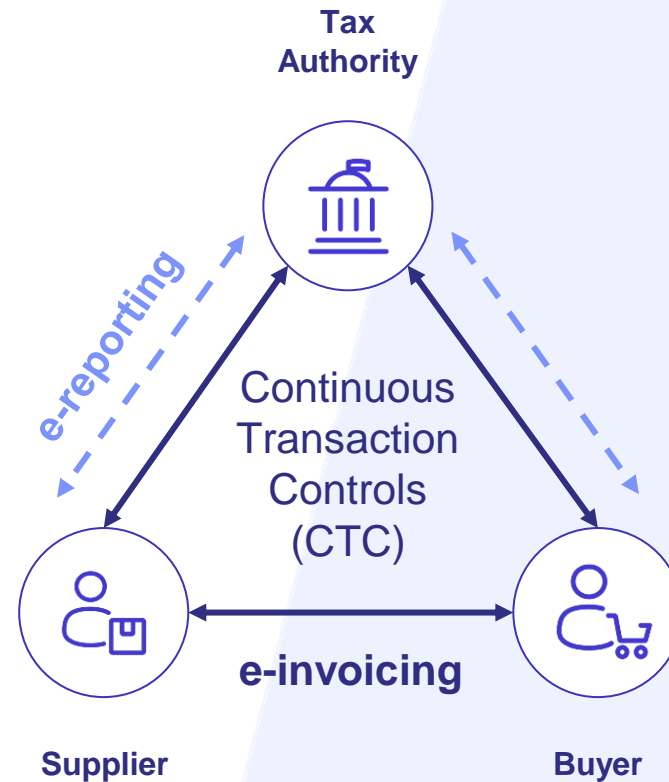 Tax
Authority
e-reporting
Continuous
Transaction
Controls
(CTC)
e-invoicing
Supplier
Buyer